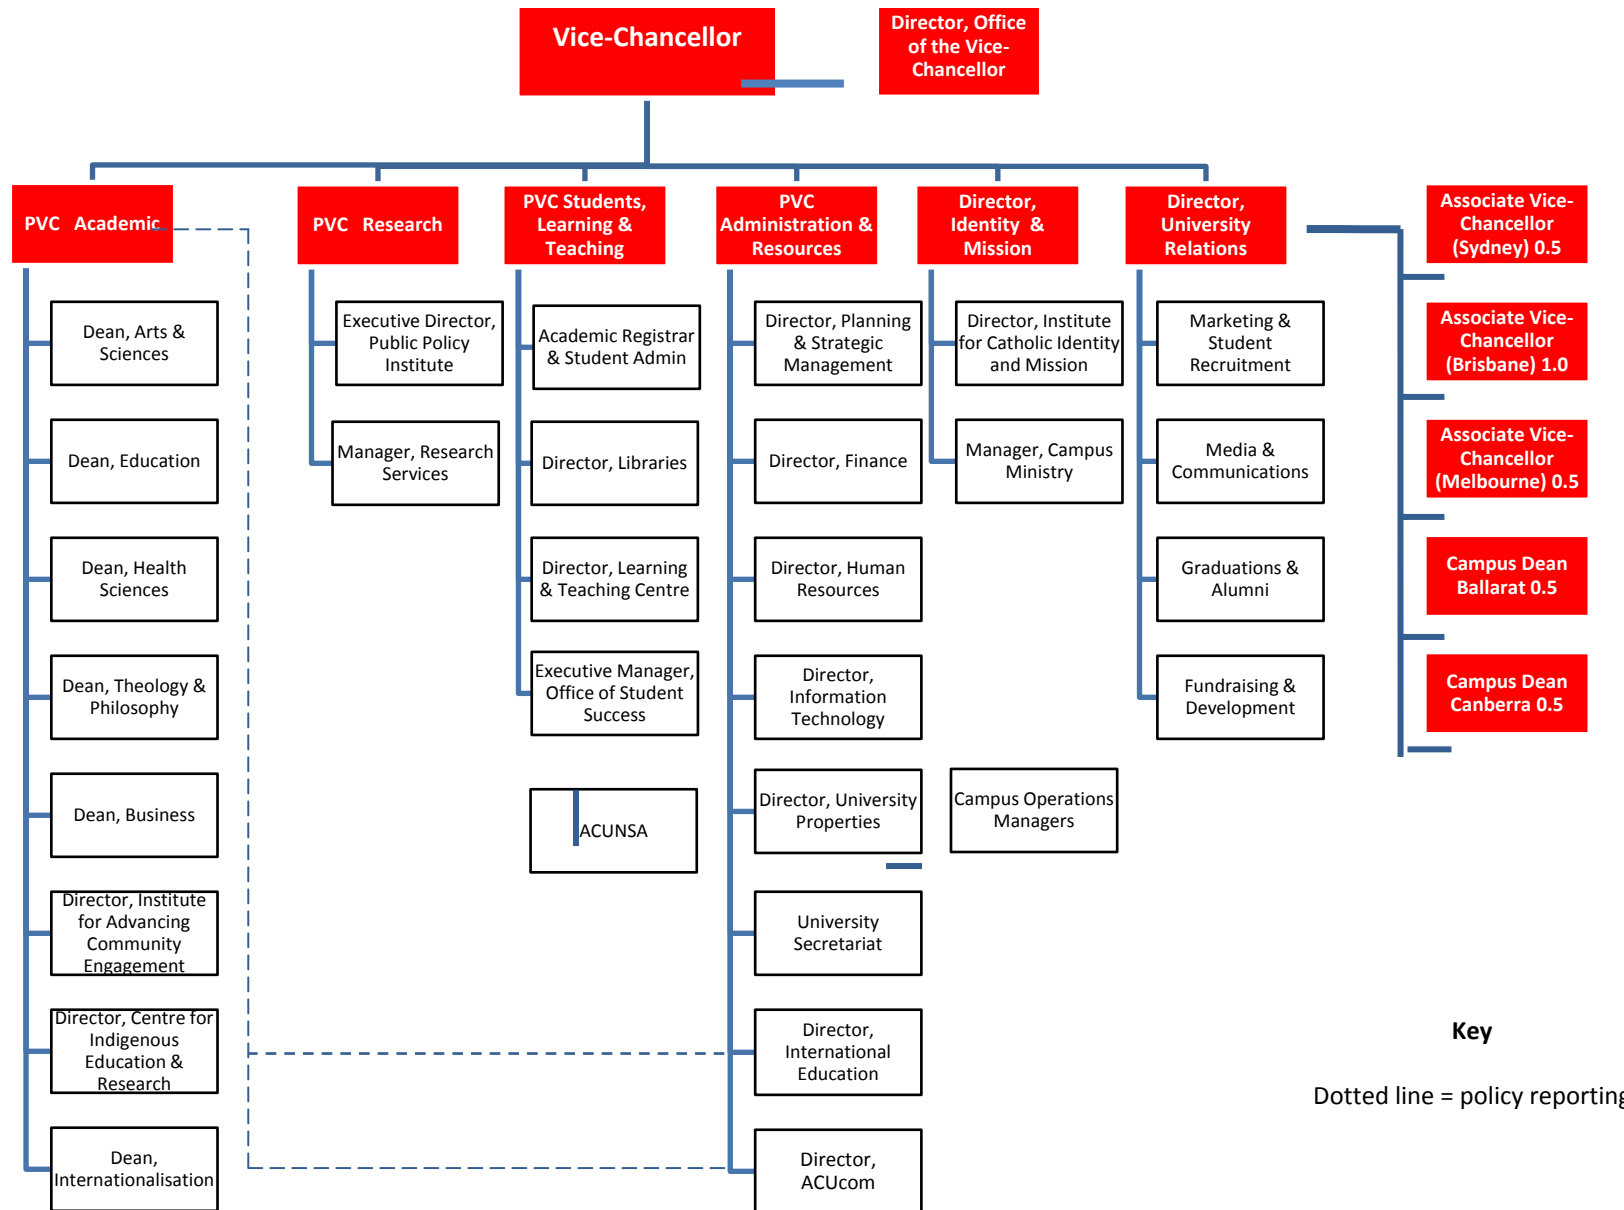 Vice-Chancellor
Director, Office
of the Vice-
Chancellor
PVC Academic
PVC Research
PVC Students,
Learning &
Teaching
PVC
Administration &
Resources
Director,
Identity &
Mission
Director,
University
Relations
Associate Vice-
Chancellor
(Sydney) 0.5
Associate Vice-
Chancellor
(Brisbane) 1.0
Associate Vice-
Chancellor
(Melbourne) 0.5
Campus Dean
Ballarat 0.5
Campus Dean
Canberra 0.5
Dean, Arts &
Sciences
Dean, Education
Dean, Health
Sciences
Dean, Theology &
Philosophy
Dean, Business
Director, Institute
for Advancing
Community
Engagement
Director, Centre for
Indigenous
Education &
Research
Dean,
Internationalisation
Executive Director,
Public Policy
Institute
Manager, Research
Services
Academic Registrar
& Student Admin
Director, Libraries
Director, Learning
& Teaching Centre
Executive Manager,
Office of Student
Success
ACUNSA
Director, Planning
& Strategic
Management
Director, Finance
Director, Human
Resources
Director,
Information
Technology
Director, University
Properties
University
Secretariat
Director,
International
Education
Director,
ACUcom
Director, Institute
for Catholic Identity
and Mission
Manager, Campus
Ministry
Campus Operations
Managers
Marketing &
Student
Recruitment
Media &
Communications
Graduations &
Alumni
Fundraising &
Development
Key
Dotted line = policy reporting